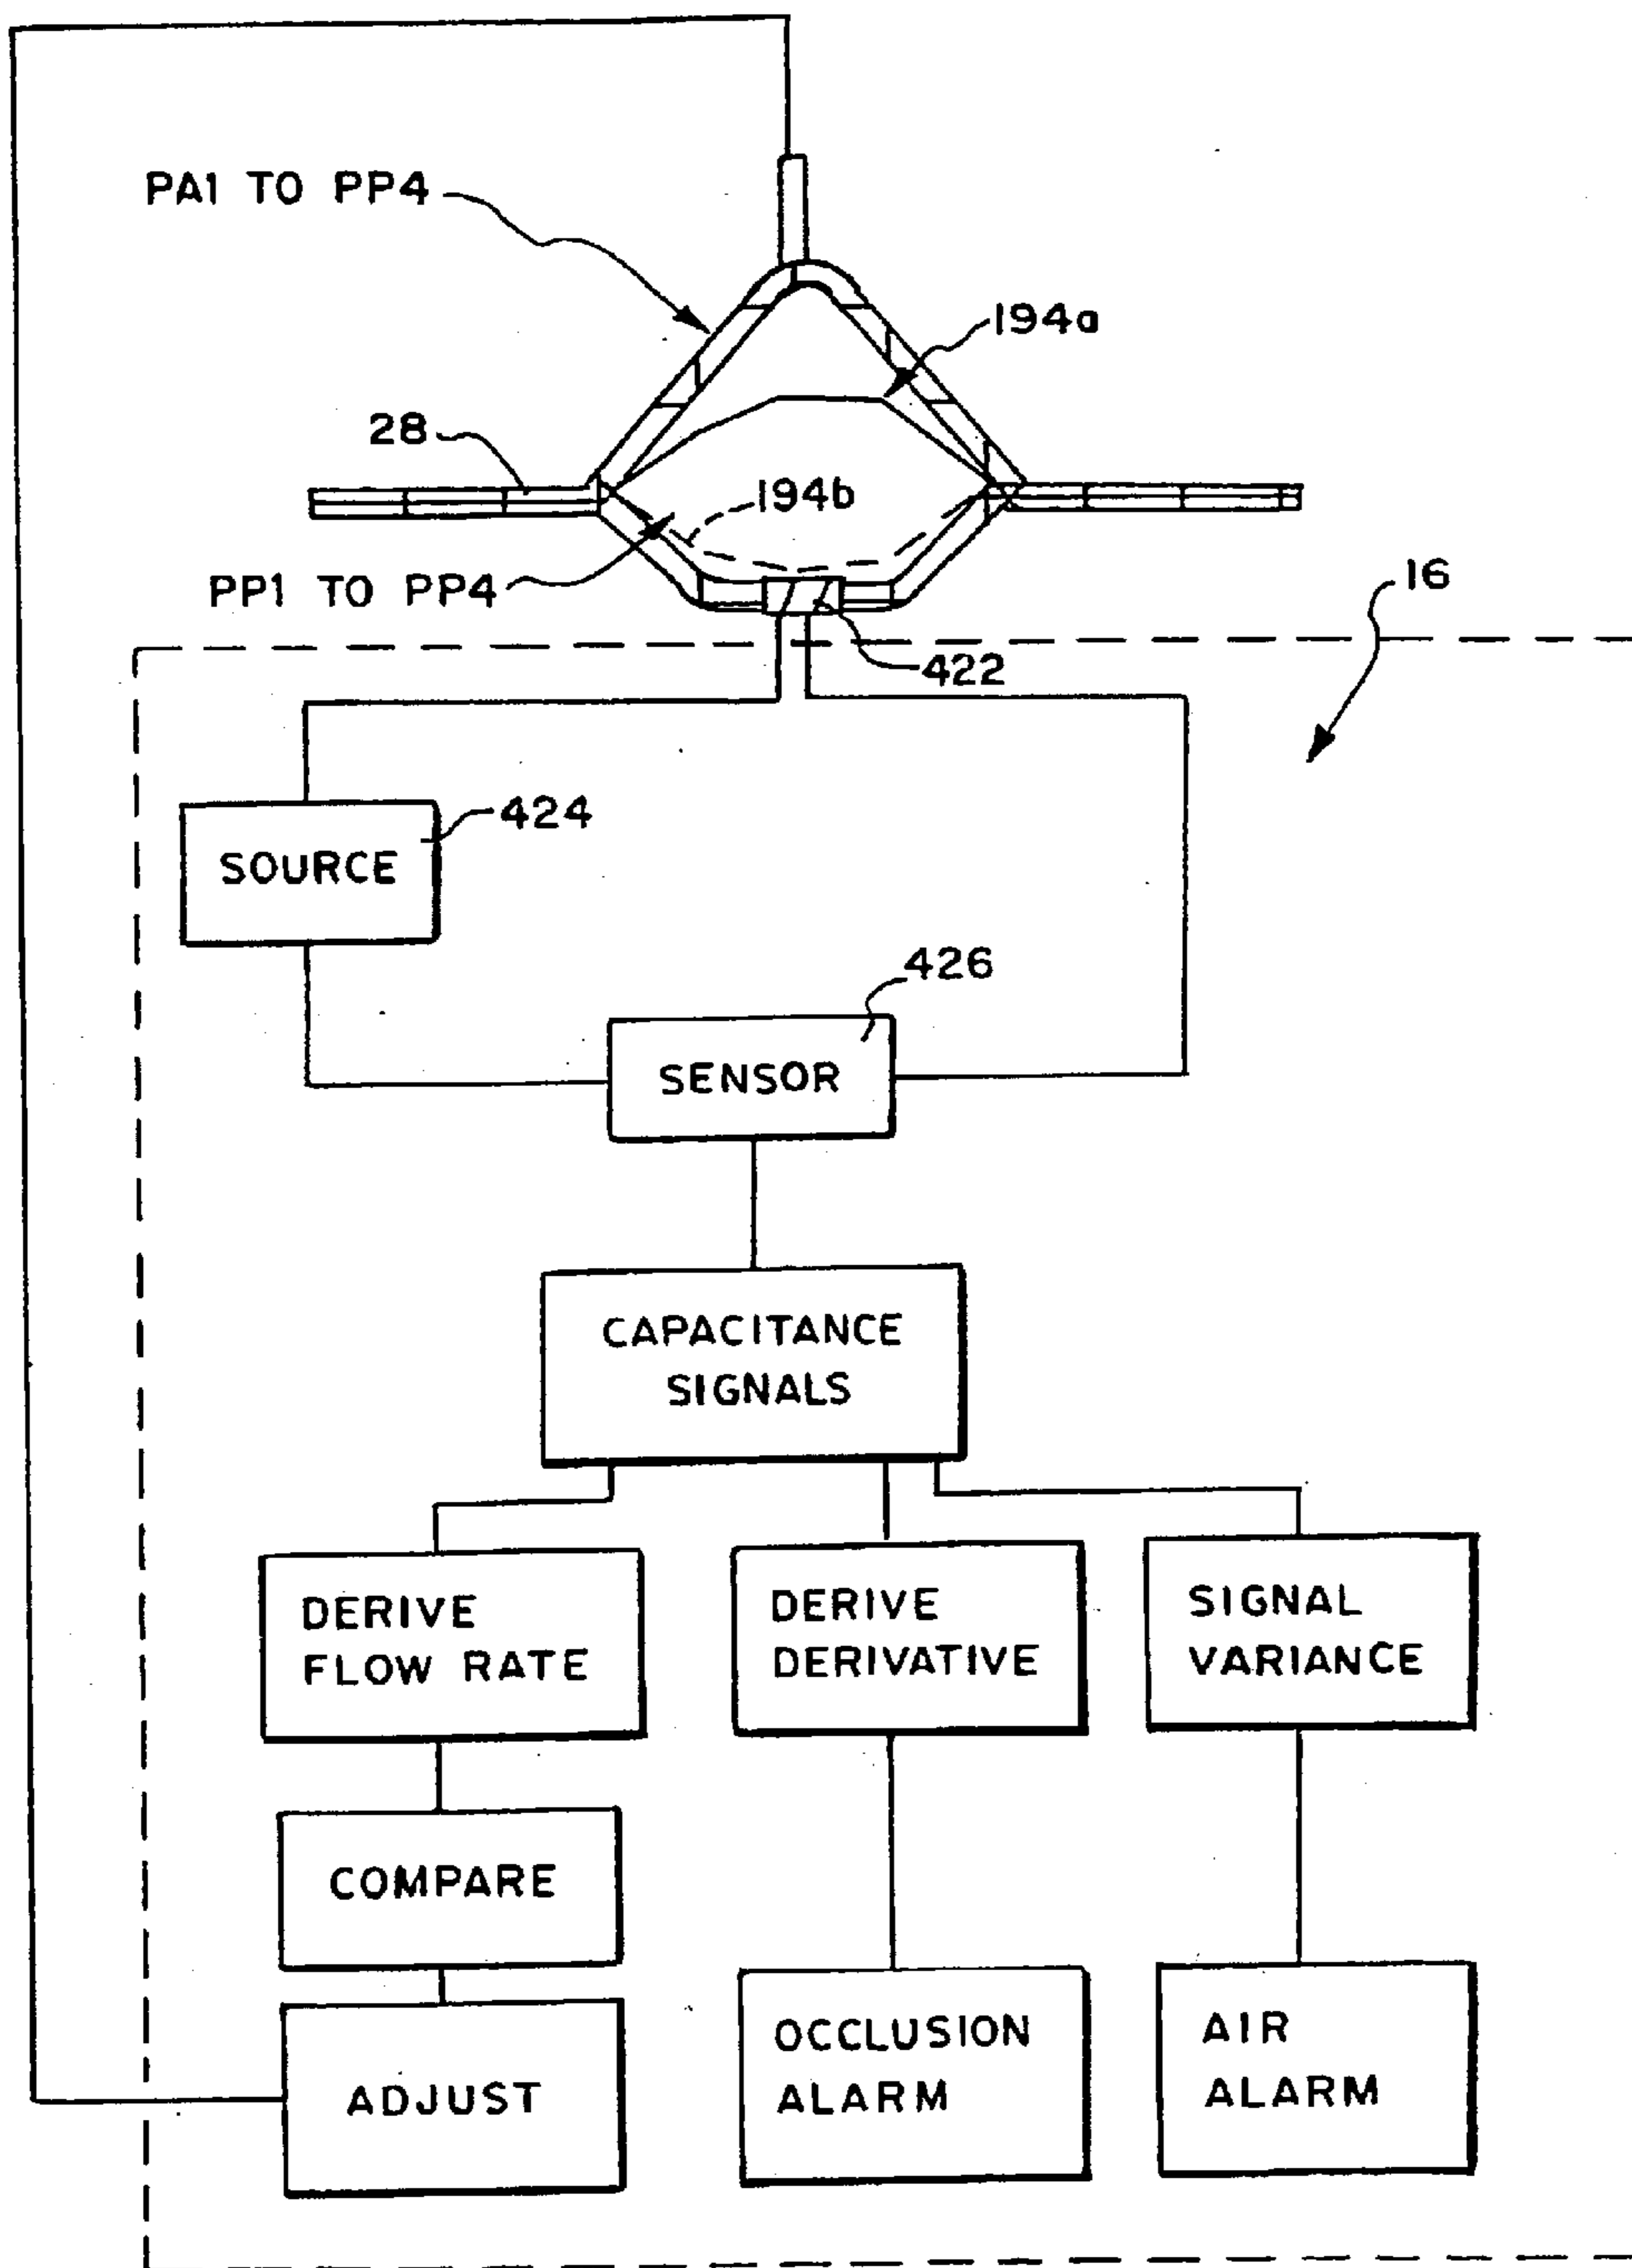 PA1 TO PP4
194a
28
194b
PP1 TO PP4
16
422
424
SOURCE
426
SENSOR
CAPACITANCE
SIGNALS
DERIVE
FLOW RATE
DERIVE
DERIVATIVE
SIGNAL
VARIANCE
COMPARE
ADJUST
OCCLUSION
ALARM
AIR
ALARM